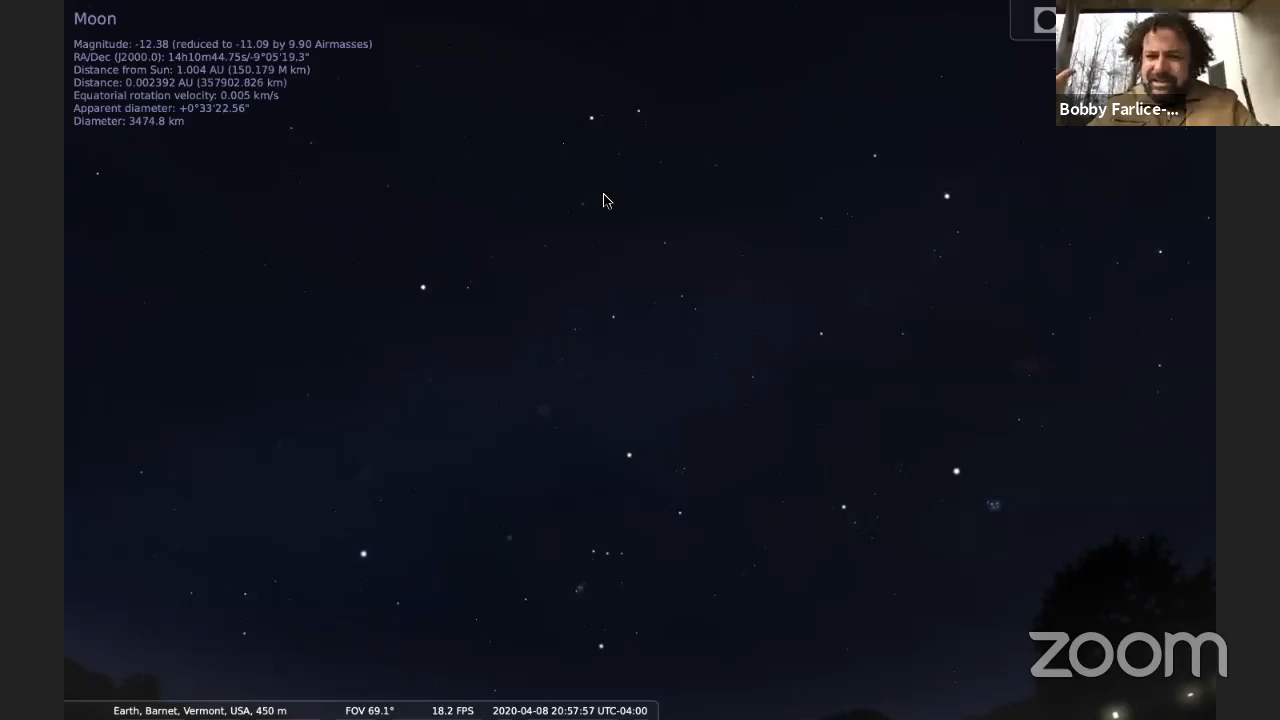 Moon
Magnitude: -12.38 (reduced to -11.09 by 9.90 Airmasses)
RA/Dec (J2000.0): 14h10m44.75s/-9°05'19.3"
Distance from Sun: 1.004 AU (150.179 M km)
Distance: 0.002392 AU (357902.826 km)
Equatorial rotation velocity: 0.005 km/s
Apparent diameter: +0°33'22.56"
Diameter: 3474.8 km
Bobby Farlice-...
zoom
Earth, Barnet, Vermont, USA, 450 m FOV 69.1° 18.2 FPS 2020-04-08 20:57:57 UTC-04:00